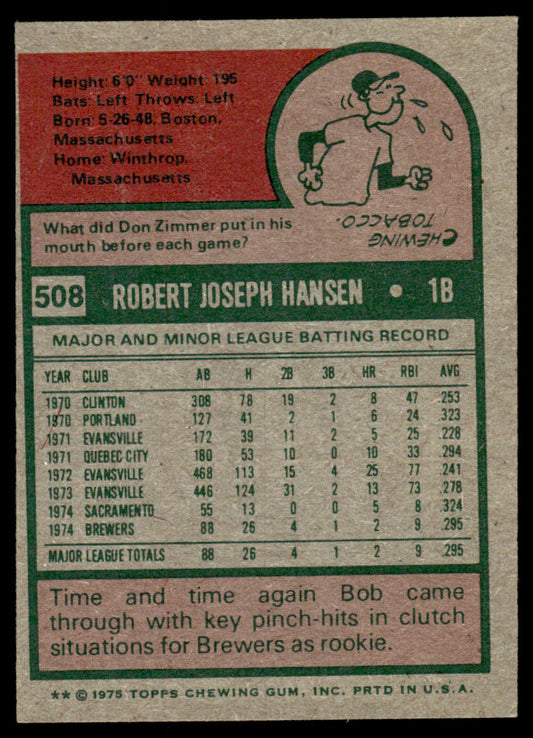 Height: 6'0" Weight: 195
Bats: Left Throws: Left
Born: 5-26-48, Boston,
Massachusetts
Home: Winthrop,
Massachusetts
What did Don Zimmer put in his
mouth before each game?
CHEWING
TOBACCO.
508 ROBERT JOSEPH HANSEN • 1B
MAJOR AND MINOR LEAGUE BATTING RECORD
YEAR CLUB AB H 2B 3B HR RBI AVG
1970 CLINTON 308 78 19 2 8 47 .253
1970 PORTLAND 127 41 2 1 6 24 .323
1971 EVANSVILLE 172 39 11 2 5 25 .228
1971 QUEBEC CITY 180 53 10 0 10 33 .294
1972 EVANSVILLE 468 113 15 4 25 77 .241
1973 EVANSVILLE 446 124 31 2 13 73 .278
1974 SACRAMENTO 55 13 0 0 5 8 .324
1974 BREWERS 88 26 4 1 2 9 .295
MAJOR LEAGUE TOTALS 88 26 4 1 2 9 .295
Time and time again Bob came
through with key pinch-hits in clutch
situations for Brewers as rookie.
** © 1975 TOPPS CHEWING GUM, INC. PRTD IN U.S.A.